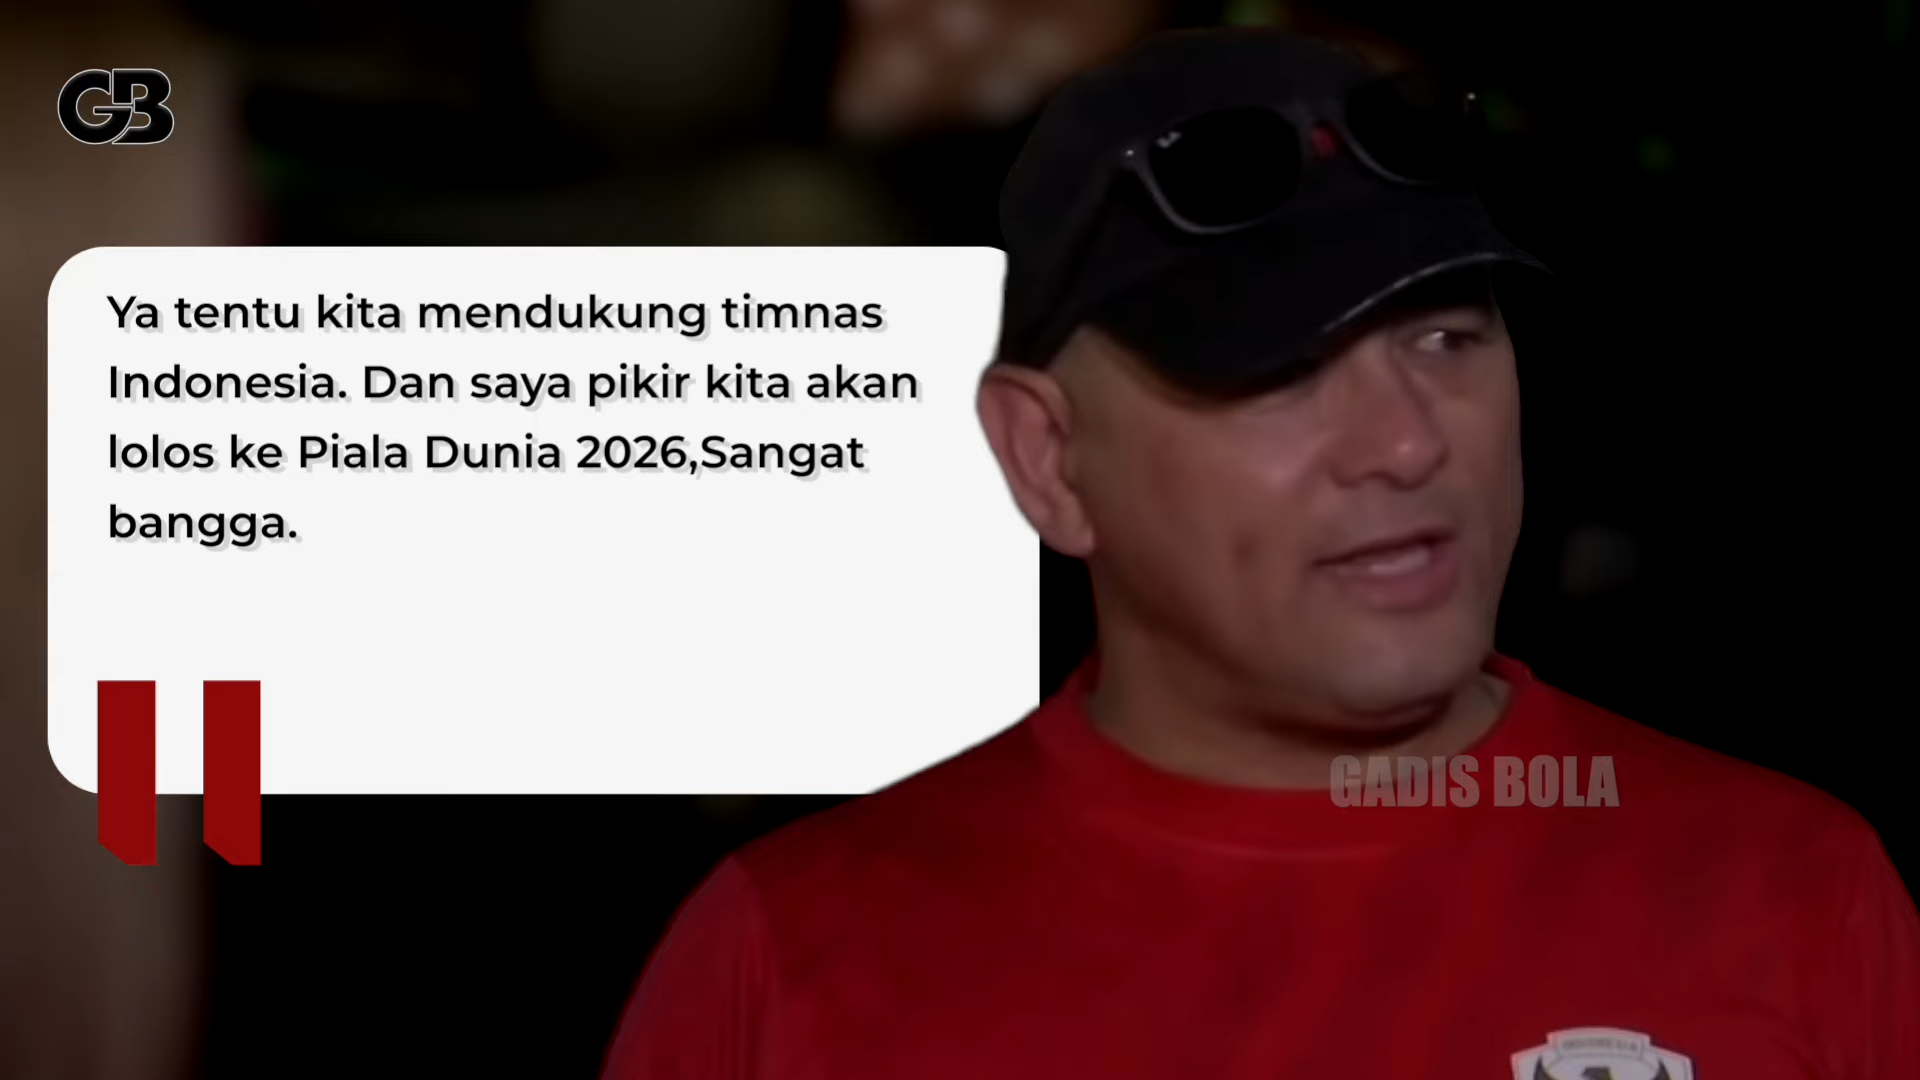 GB
Ya tentu kita mendukung timnas
Indonesia. Dan saya pikir kita akan
lolos ke Piala Dunia 2026,Sangat
bangga.
GADIS BOLA
INDONESIA